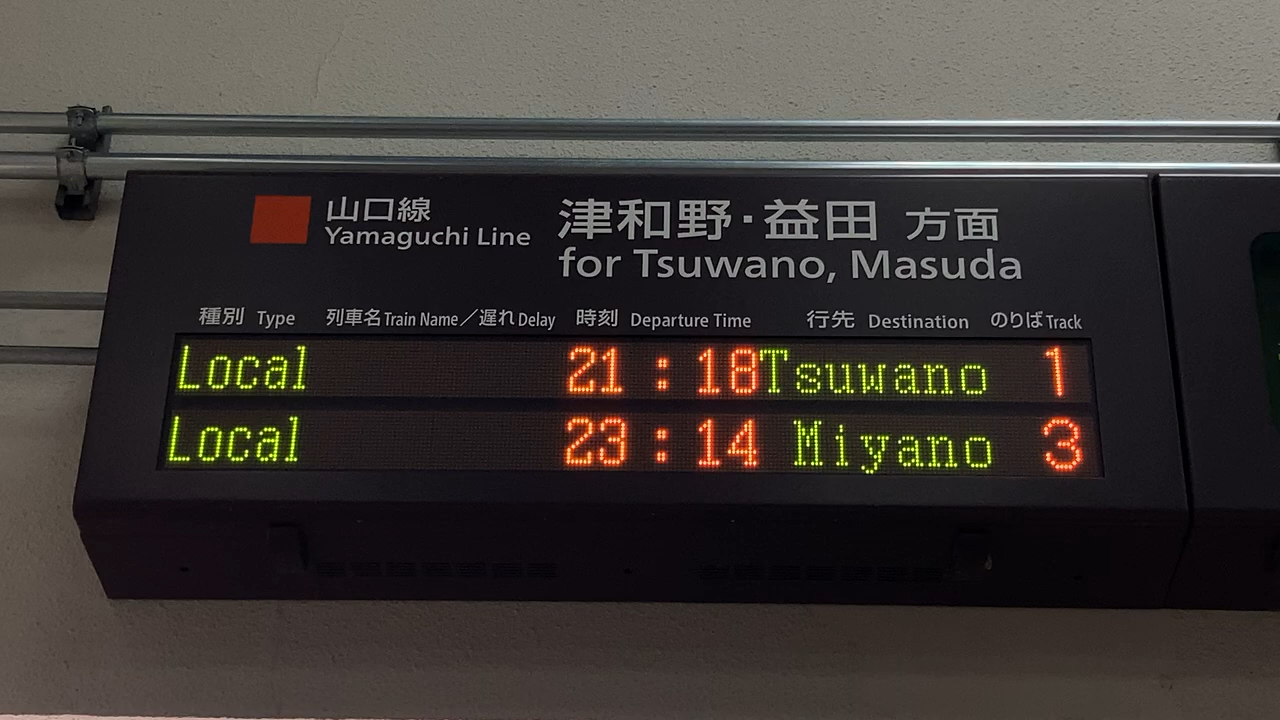 山口線 津和野・益田 方面
Yamaguchi Line for Tsuwano, Masuda
種別 Type 列車名 Train Name／遅れ Delay 時刻 Departure Time 行先 Destination のりば Track
Local 21:18 Tsuwano 1
Local 23:14 Miyano 3